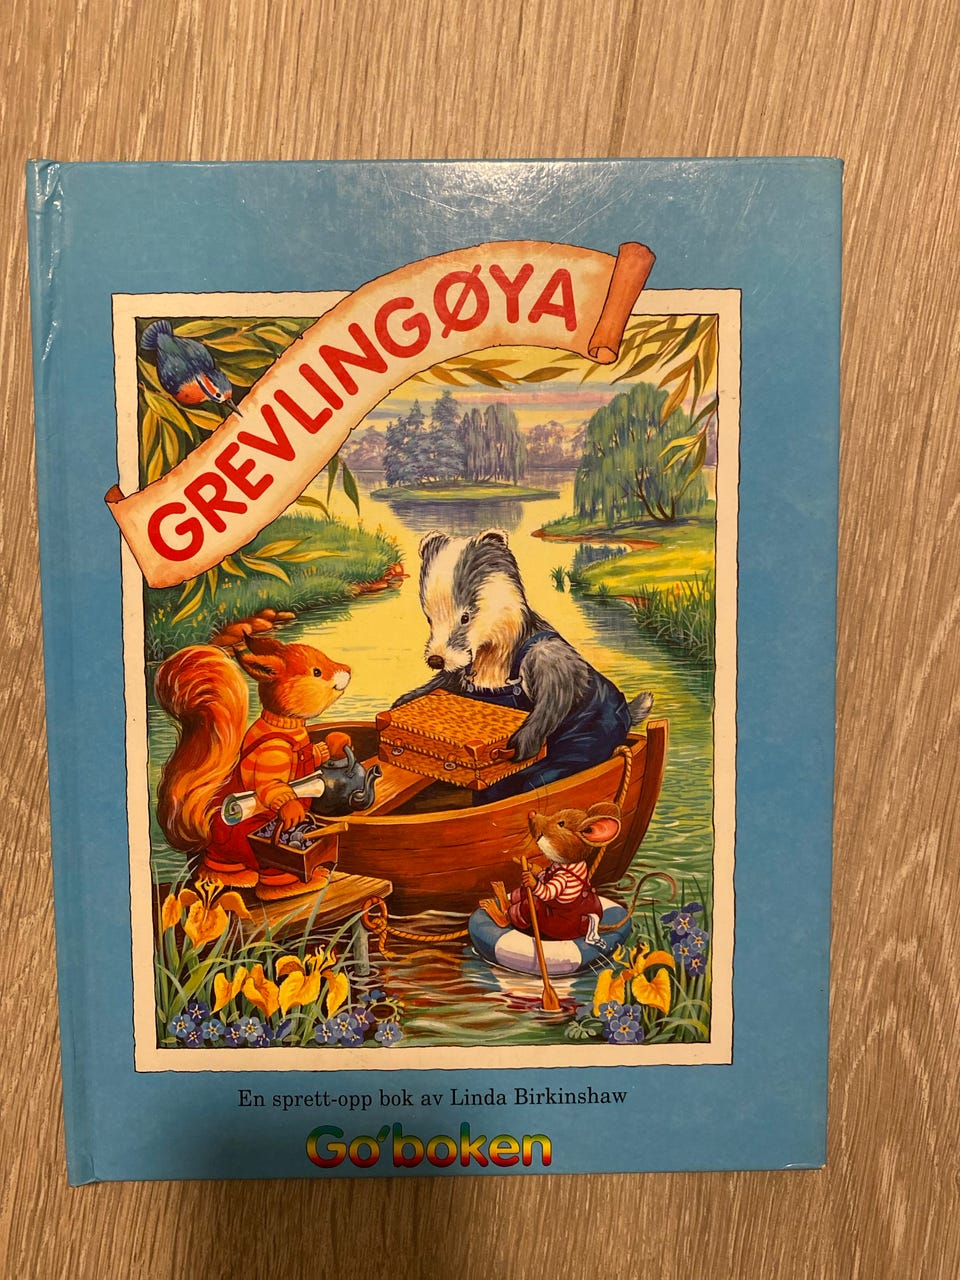 GREVLINGØYA
En sprett-opp bok av Linda Birkinshaw
Go'boken